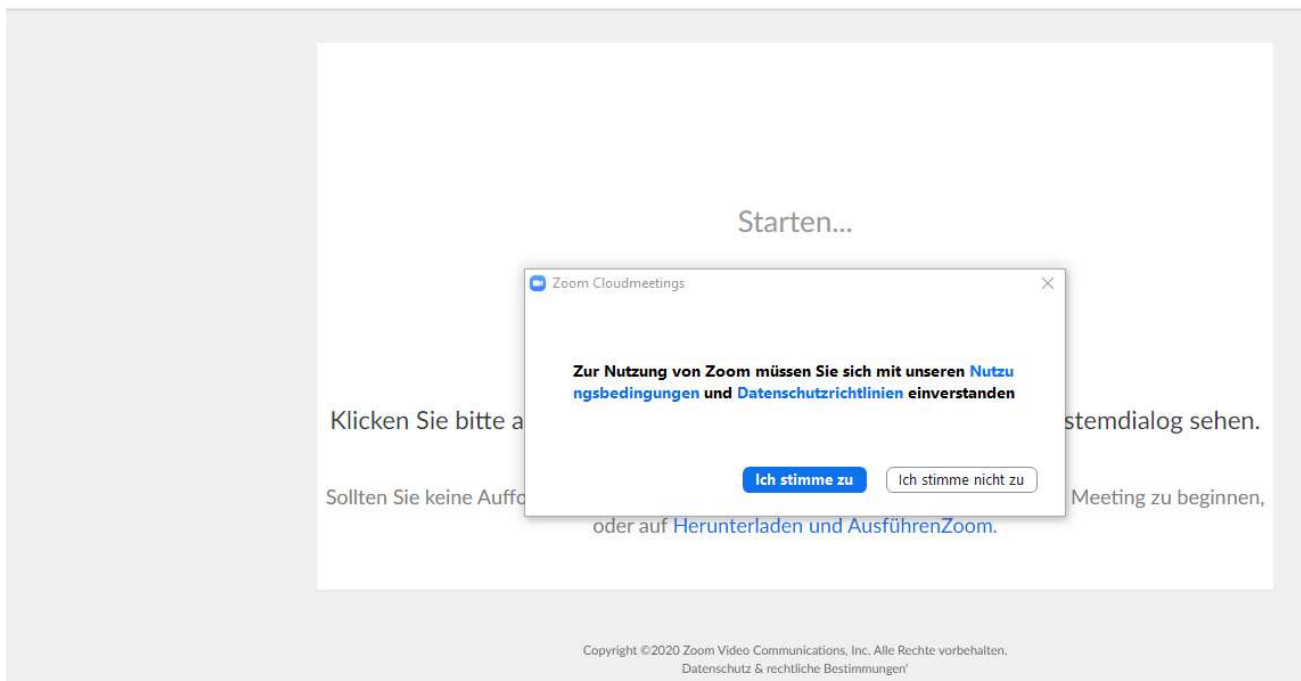 Starten...
Zoom Cloudmeetings
Zur Nutzung von Zoom müssen Sie sich mit unseren Nutzu
ngsbedingungen und Datenschutzrichtlinien einverstanden
Klicken Sie bitte a
stemdialog sehen.
Ich stimme zu
Ich stimme nicht zu
Sollten Sie keine Auffo
Meeting zu beginnen,
oder auf Herunterladen und AusführenZoom.
Copyright ©2020 Zoom Video Communications, Inc. Alle Rechte vorbehalten.
Datenschutz & rechtliche Bestimmungen'